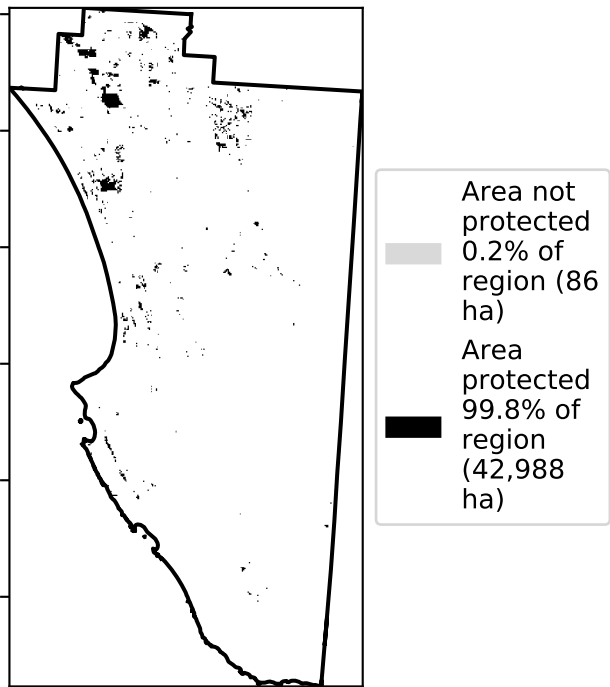 Area not
protected
0.2% of
region (86
ha)
Area
protected
99.8% of
region
(42,988
ha)